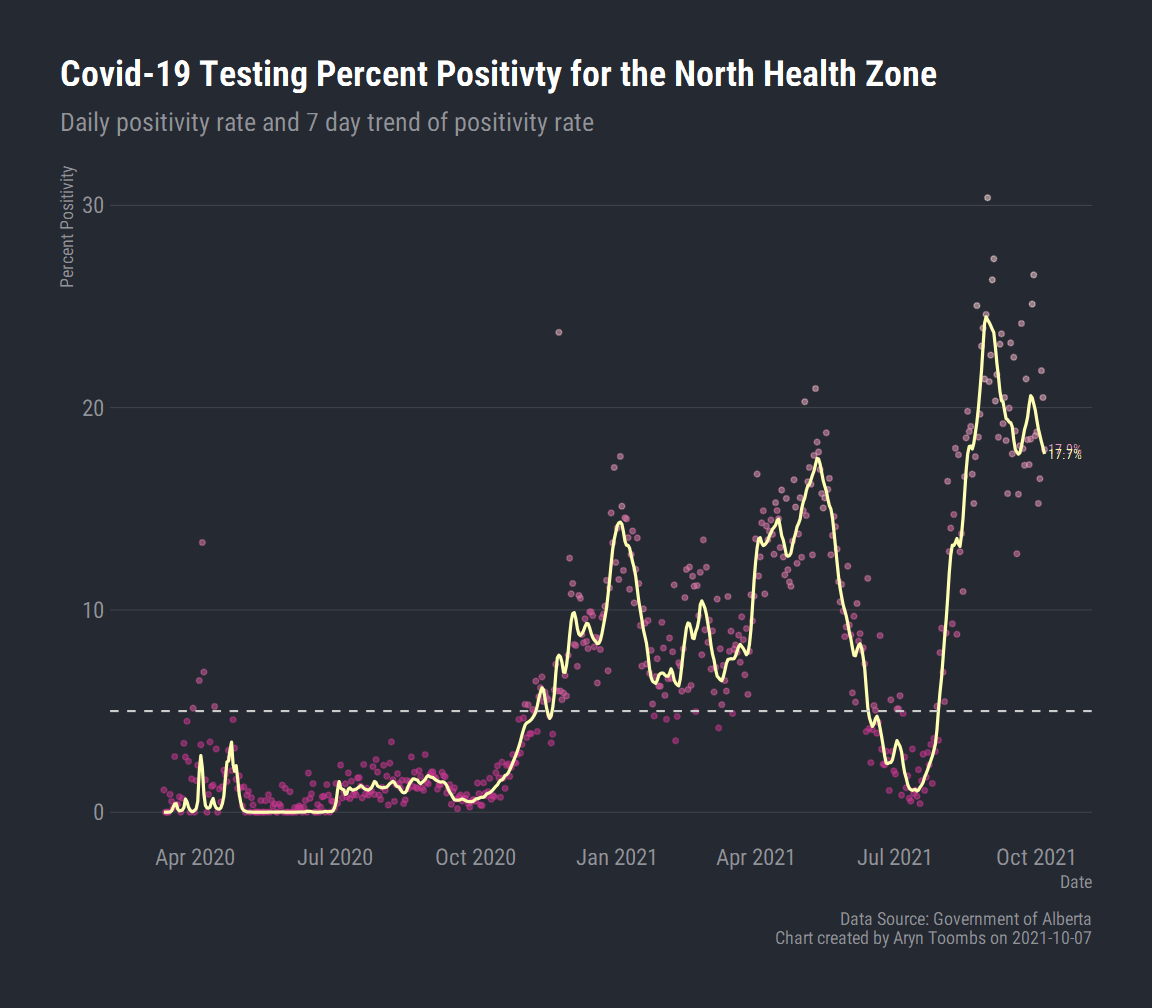 Covid-19 Testing Percent Positivty for the North Health Zone
Daily positivity rate and 7 day trend of positivity rate
Percent Positivity
30
20
10
0
17.9%
17.7%
Apr 2020 Jul 2020 Oct 2020 Jan 2021 Apr 2021 Jul 2021 Oct 2021
Date
Data Source: Government of Alberta
Chart created by Aryn Toombs on 2021-10-07